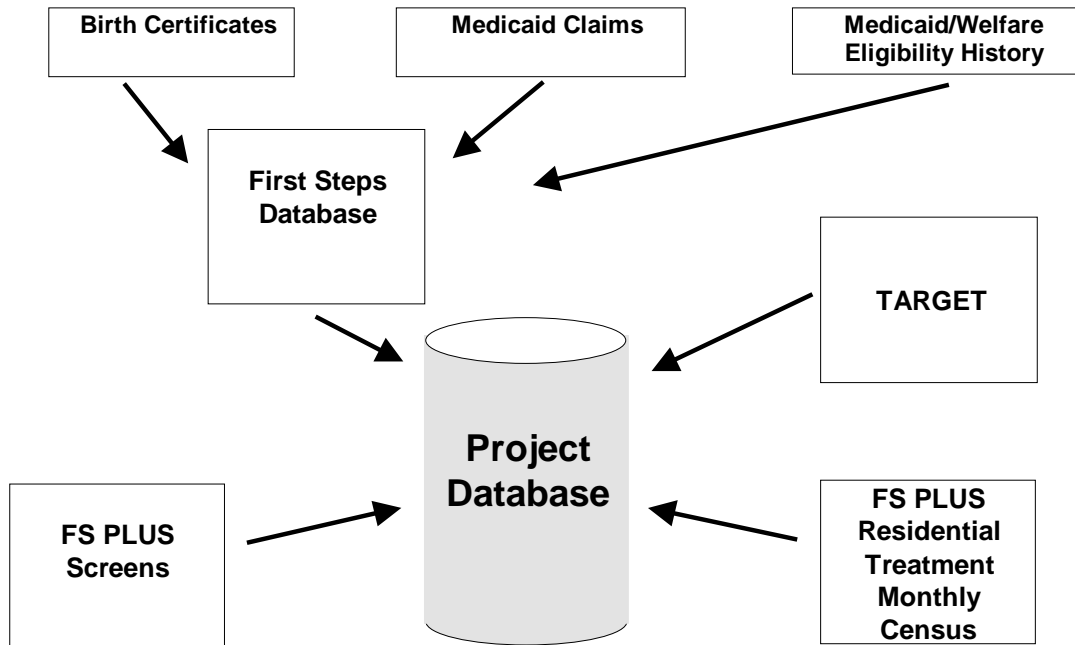 Birth Certificates
Medicaid Claims
Medicaid/Welfare
Eligibility History
First Steps
Database
TARGET
Project
Database
FS PLUS
Screens
FS PLUS
Residential
Treatment
Monthly
Census